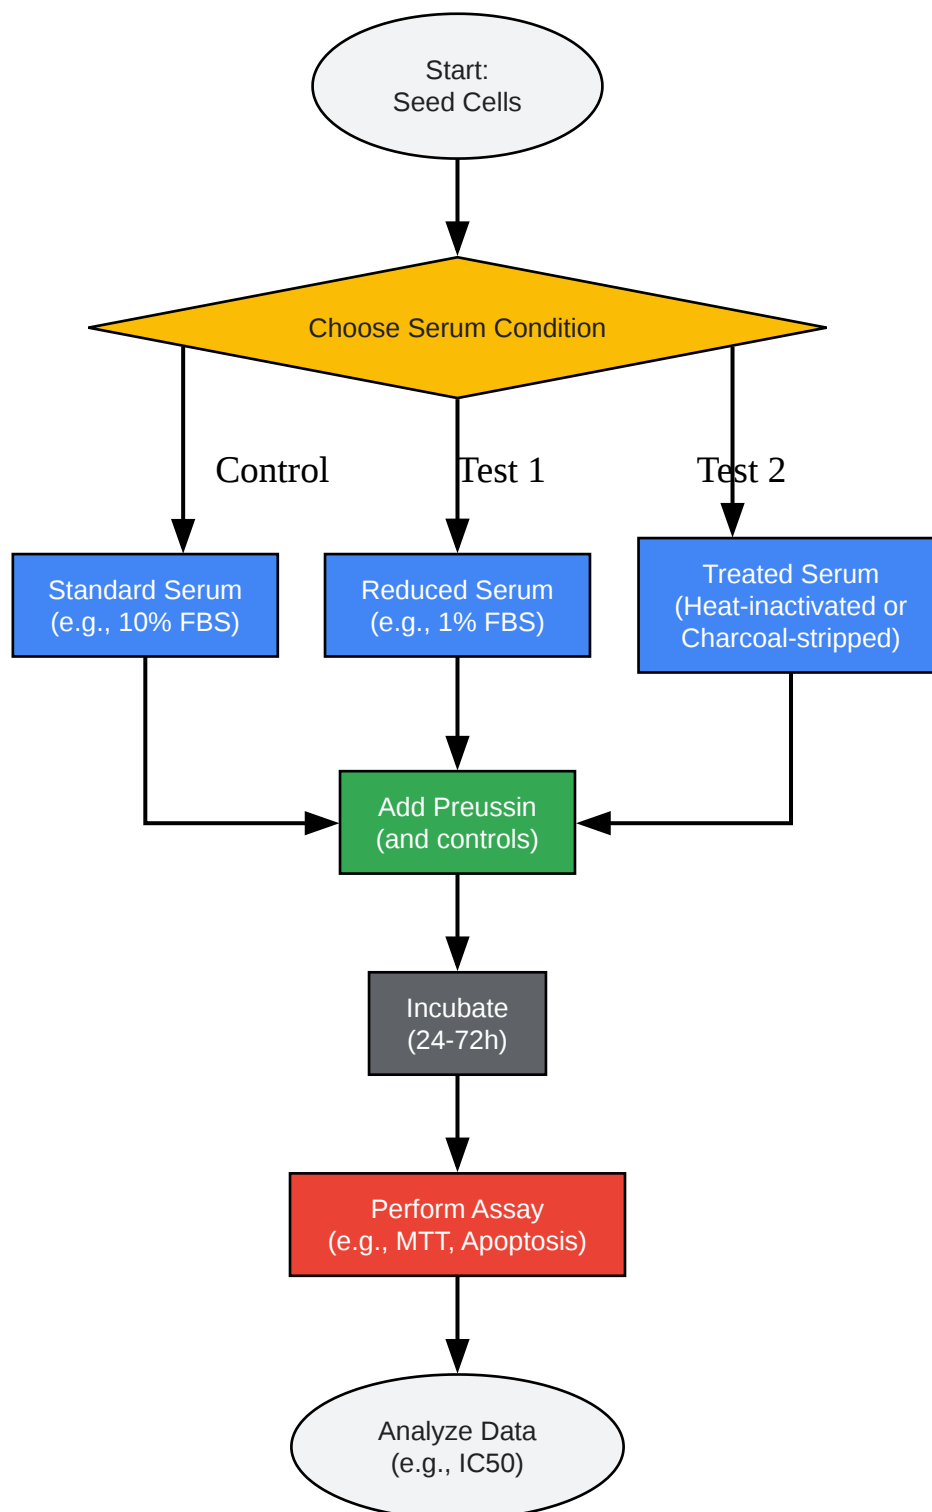 Start:
Seed Cells
Choose Serum Condition
Control
Test 1
Test 2
Standard Serum
(e.g., 10% FBS)
Reduced Serum
(e.g., 1% FBS)
Treated Serum
(Heat-inactivated or
Charcoal-stripped)
Add Preussin
(and controls)
Incubate
(24-72h)
Perform Assay
(e.g., MTT, Apoptosis)
Analyze Data
(e.g., IC50)